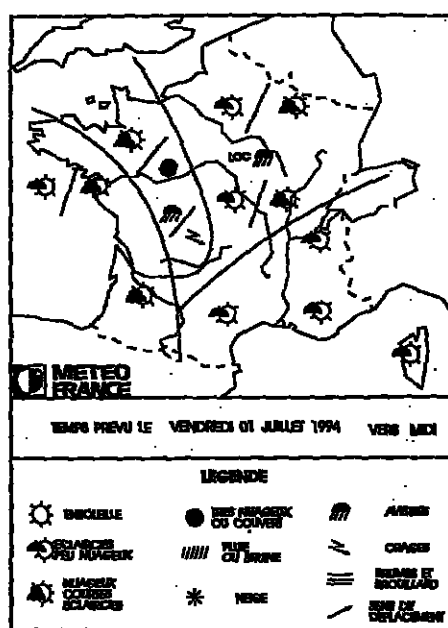 LOC
METEO
FRANCE
TEMPS PREVU LE VENDREDI 01 JUILLET 1994 VERS MIDI
LEGENDE
ENSOLEILLE
TRES NUAGEUX
OU COUVERT
AVERSES
ECLAIRCIES
PEU NUAGEUX
PLUIE
OU BRUINE
ORAGES
NUAGEUX
COURTES
ECLAIRCIES
NEIGE
BRUMES ET
BROUILLARD
SENS DE
DEPLACEMENT